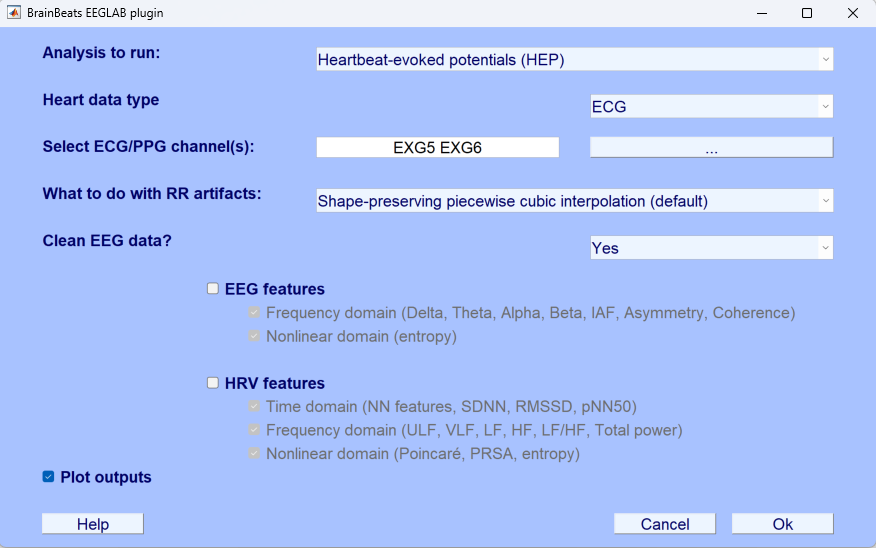 BrainBeats EEGLAB plugin
Analysis to run:
Heartbeat-evoked potentials (HEP)
Heart data type
ECG
Select ECG/PPG channel(s):
EXG5 EXG6
...
What to do with RR artifacts:
Shape-preserving piecewise cubic interpolation (default)
Clean EEG data?
Yes
EEG features
Frequency domain (Delta, Theta, Alpha, Beta, IAF, Asymmetry, Coherence)
Nonlinear domain (entropy)
HRV features
Time domain (NN features, SDNN, RMSSD, pNN50)
Frequency domain (ULF, VLF, LF, HF, LF/HF, Total power)
Nonlinear domain (Poincaré, PRSA, entropy)
Plot outputs
Help
Cancel
Ok